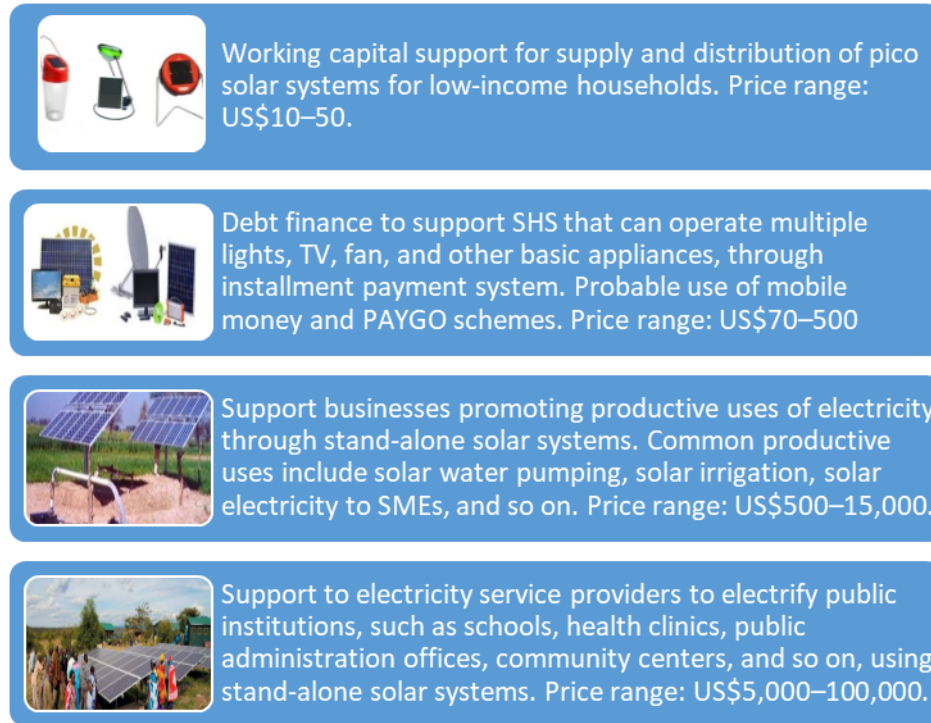 Working capital support for supply and distribution of pico
solar systems for low-income households. Price range:
US$10–50.
Debt finance to support SHS that can operate multiple
lights, TV, fan, and other basic appliances, through
installment payment system. Probable use of mobile
money and PAYGO schemes. Price range: US$70–500
Support businesses promoting productive uses of electricity
through stand-alone solar systems. Common productive
uses include solar water pumping, solar irrigation, solar
electricity to SMEs, and so on. Price range: US$500–15,000.
Support to electricity service providers to electrify public
institutions, such as schools, health clinics, public
administration offices, community centers, and so on, using
stand-alone solar systems. Price range: US$5,000–100,000.